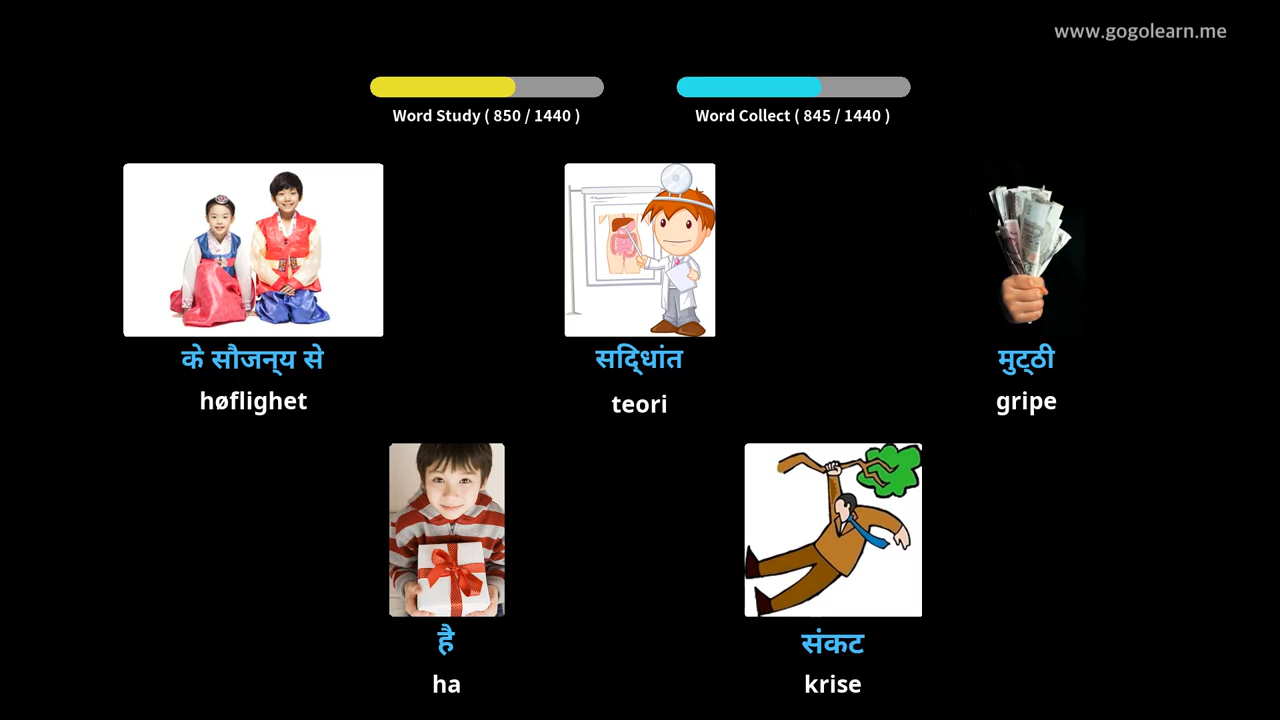 www.gogolearn.me
Word Study ( 850 / 1440 )
Word Collect ( 845 / 1440 )
के सौजन्य से
høflighet
सद्धिांत
teori
मुट्ठी
gripe
है
ha
संकट
krise